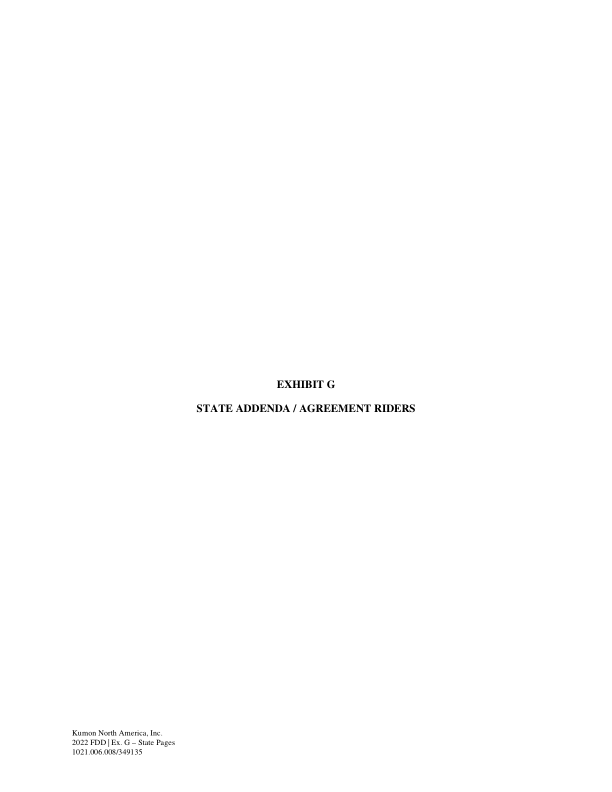 EXHIBIT G
STATE ADDENDA / AGREEMENT RIDERS
Kumon North America, Inc.
2022 FDD | Ex. G – State Pages
1021.006.008/349135